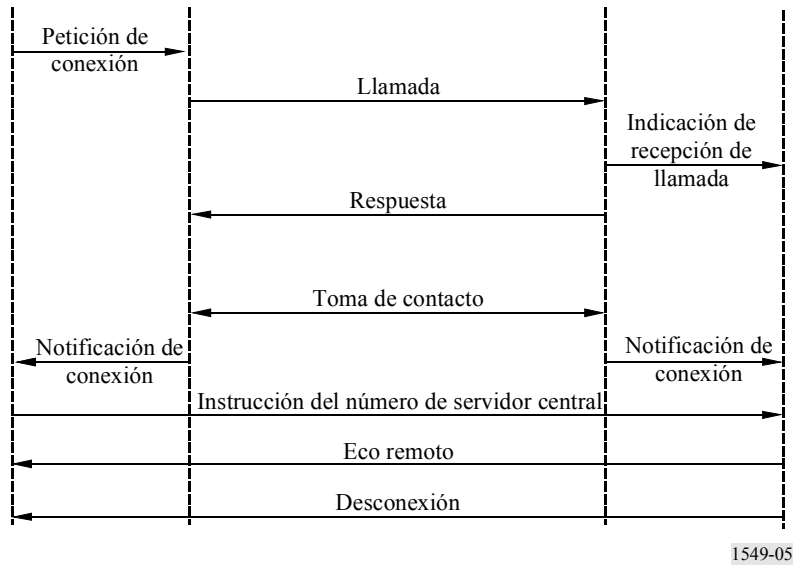 Petición de
conexión
Llamada
Indicación de
recepción de
llamada
Respuesta
Toma de contacto
Notificación de
conexión
Notificación de
conexión
Instrucción del número de servidor central
Eco remoto
Desconexión
1549-05